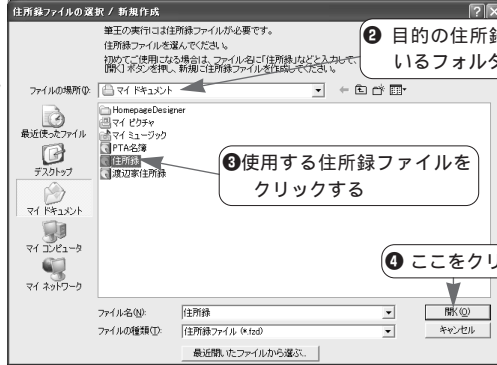 住所録ファイルの選択 / 新規作成
筆王の実行には住所録ファイルが必要です。
住所録ファイルを選んでください。
初めてご使用になる場合は、ファイル名に「住所録」などと入力して、
[開く]ボタンを押し、新規に住所録ファイルを作成してください。
❷ 目的の住所録
いるフォルダ
ファイルの場所(I):
マイ ドキュメント
最近使ったファイル
デスクトップ
マイ ドキュメント
マイ コンピュータ
マイ ネットワーク
HomepageDesigner
マイ ピクチャ
マイ ミュージック
PTA名簿
住所録
渡辺家住所録
❸使用する住所録ファイルを
クリックする
❹ ここをクリ
ファイル名(N):
住所録
開く(O)
ファイルの種類(T):
住所録ファイル (*.fzd)
キャンセル
最近開いたファイルから選ぶ...